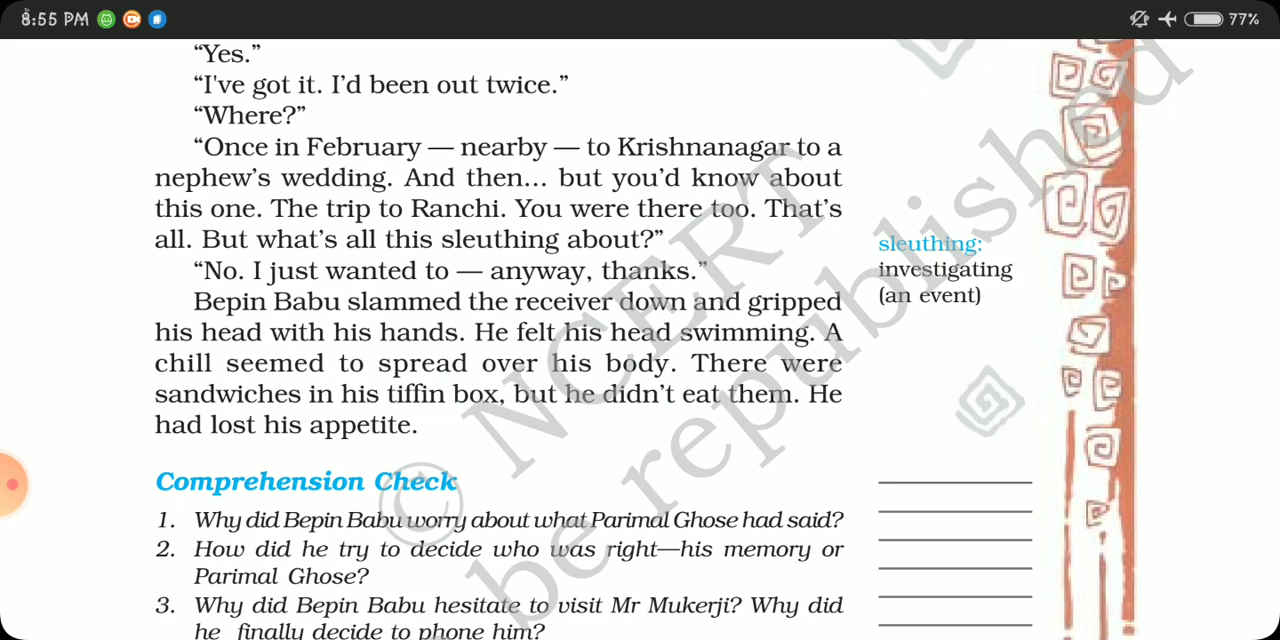 8:55 PM
77%
“Yes.”
“I've got it. I’d been out twice.”
“Where?”
“Once in February — nearby — to Krishnanagar to a
nephew’s wedding. And then... but you’d know about
this one. The trip to Ranchi. You were there too. That’s
all. But what’s all this sleuthing about?”
“No. I just wanted to — anyway, thanks.”
Bepin Babu slammed the receiver down and gripped
his head with his hands. He felt his head swimming. A
chill seemed to spread over his body. There were
sandwiches in his tiffin box, but he didn’t eat them. He
had lost his appetite.
sleuthing:
investigating
(an event)
Comprehension Check
1. Why did Bepin Babu worry about what Parimal Ghose had said?
2. How did he try to decide who was right—his memory or
Parimal Ghose?
3. Why did Bepin Babu hesitate to visit Mr Mukerji? Why did
he finally decide to phone him?
© NCERT
be republished